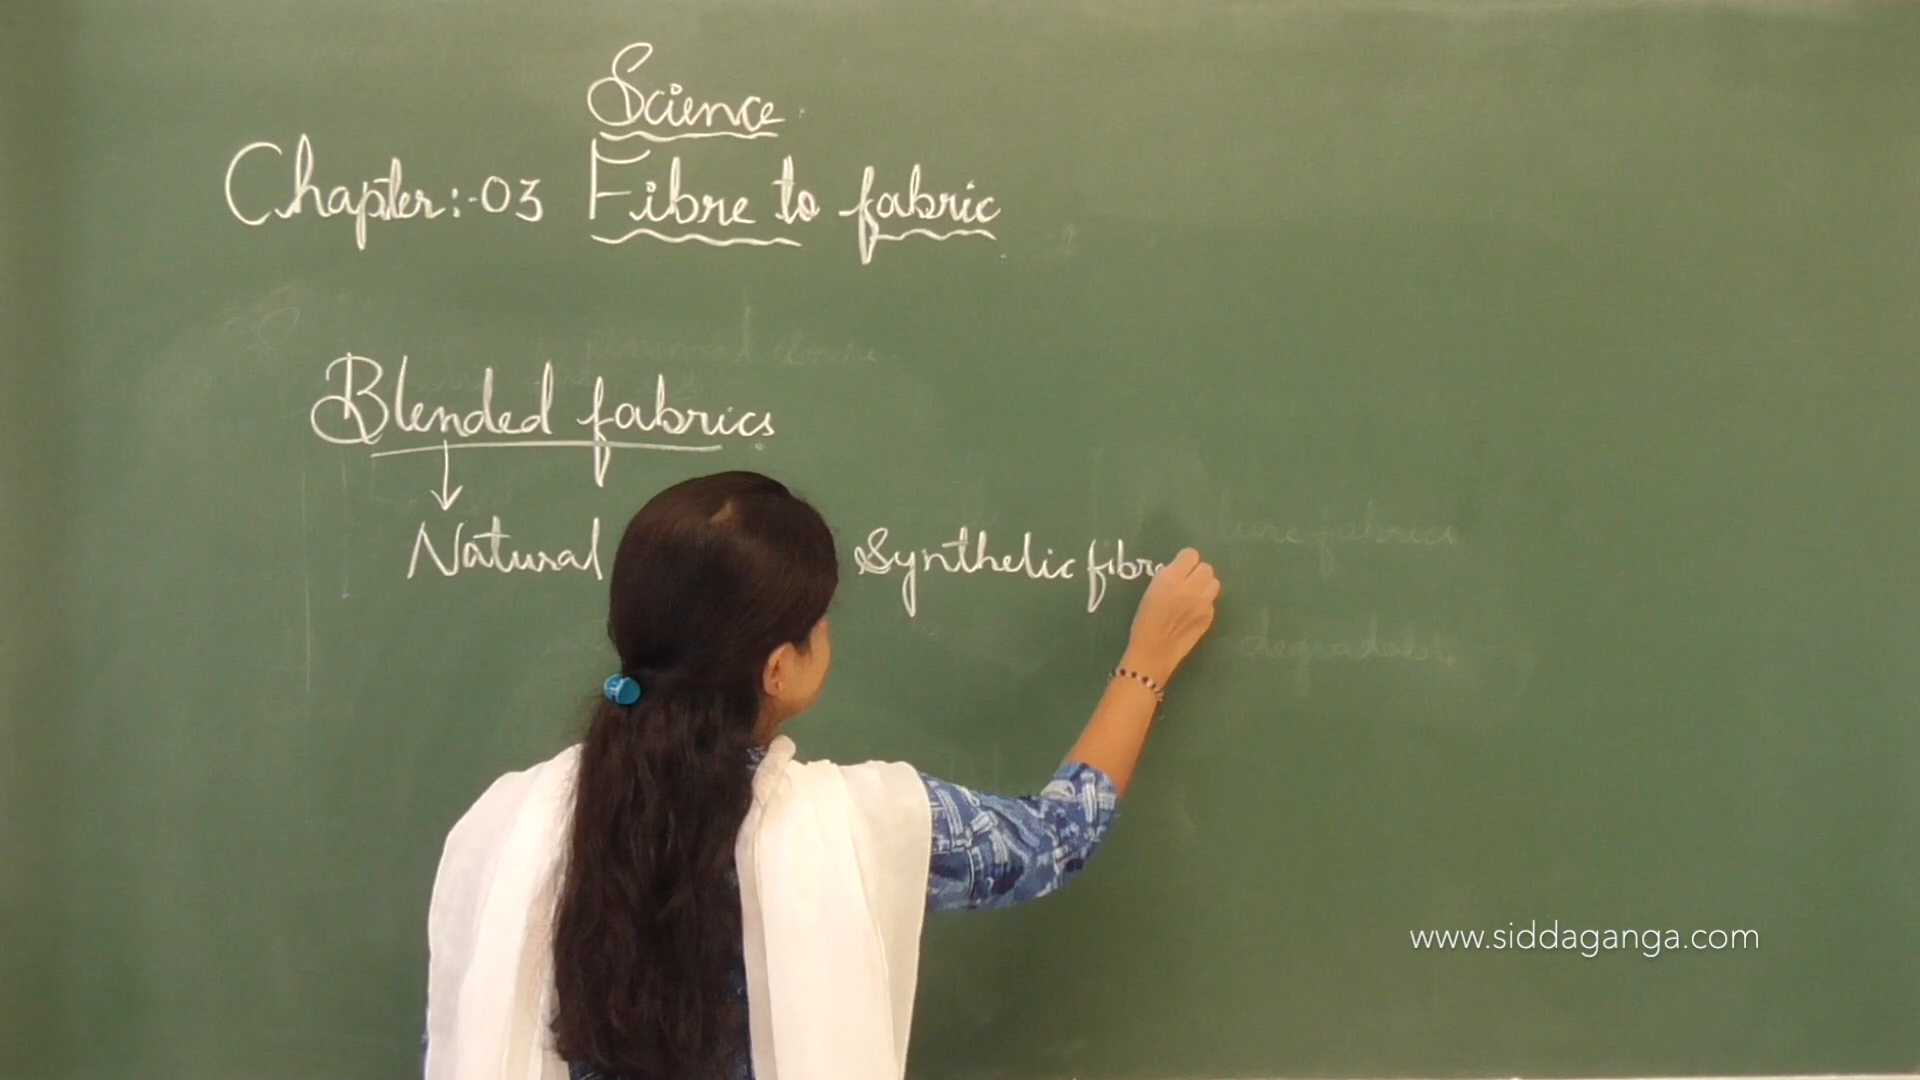 Science
Chapter:-03 Fibre to fabric
Blended fabrics
Natural Synthetic fibre
www.siddaganga.com